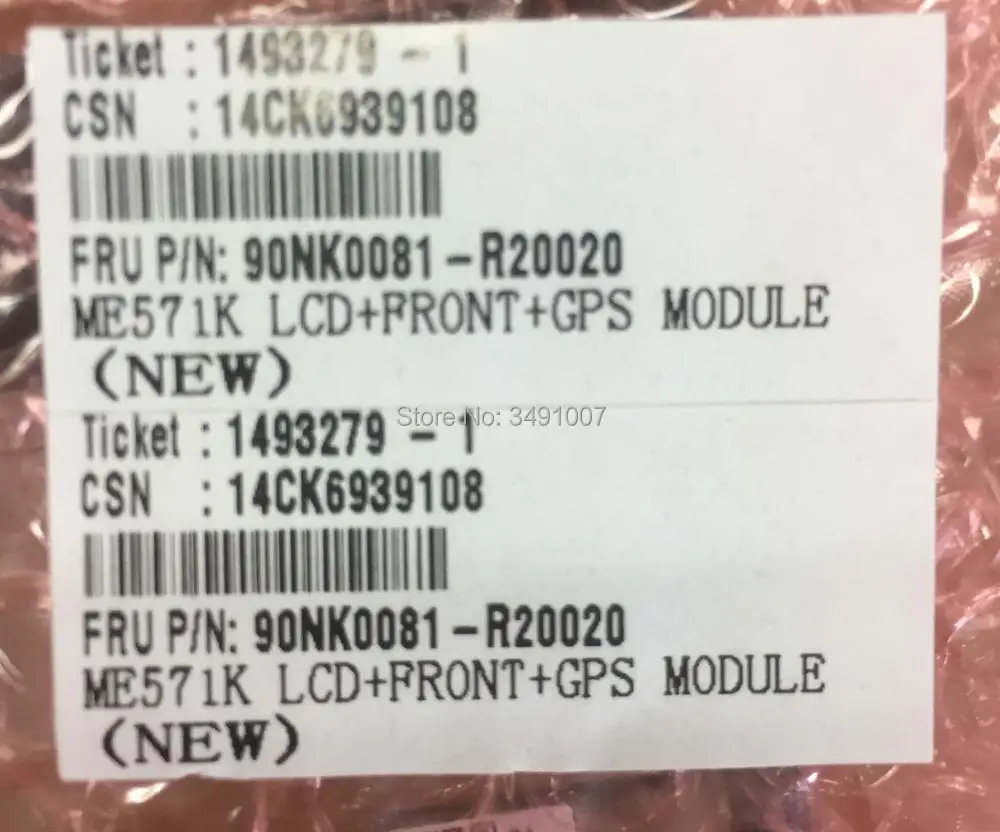 Ticket : 1493279 - 1
CSN : 14CK6939108
FRU P/N: 90NK0081-R20020
ME571K LCD+FRONT+GPS MODULE
(NEW)
Store No: 3491007
Ticket : 1493279 - 1
CSN : 14CK6939108
FRU P/N: 90NK0081-R20020
ME571K LCD+FRONT+GPS MODULE
(NEW)